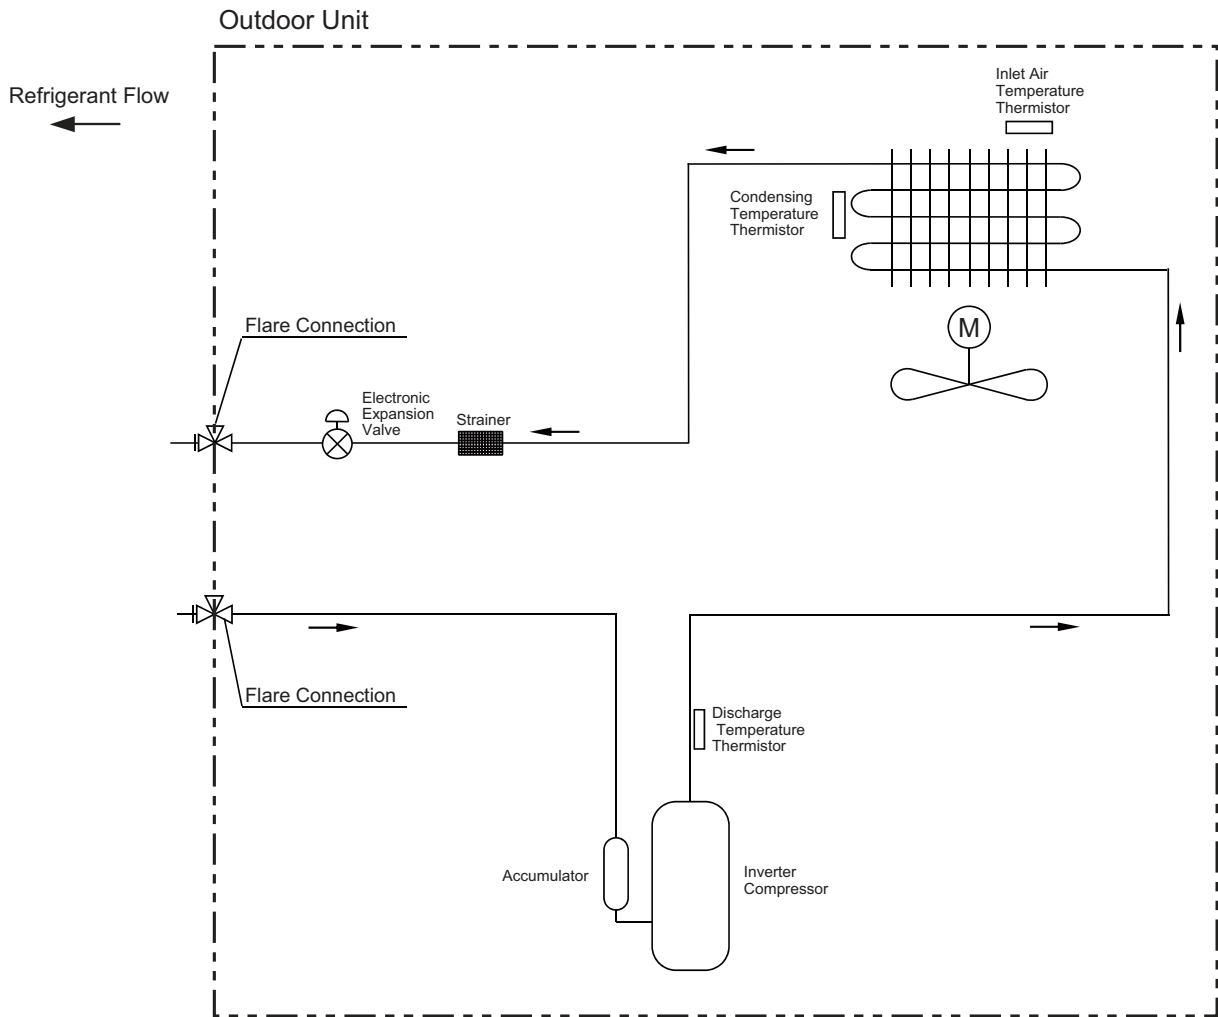 Outdoor Unit
Refrigerant Flow
Inlet Air
Temperature
Thermistor
Condensing
Temperature
Thermistor
M
Flare Connection
Electronic
Expansion
Valve
Strainer
Flare Connection
Discharge
Temperature
Thermistor
Accumulator
Inverter
Compressor